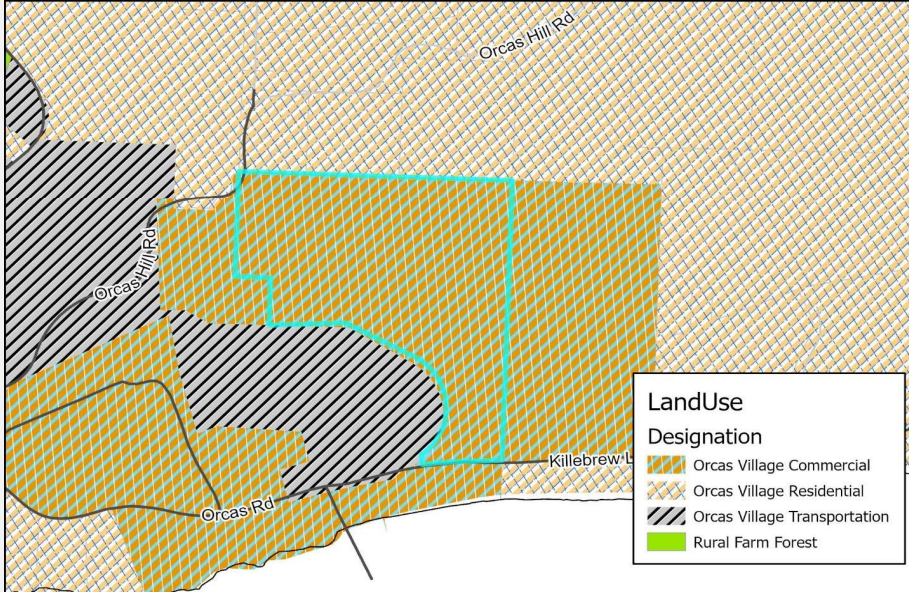 Orcas Hill Rd
Orcas Hill Rd
Orcas Rd
Killebrew L
LandUse
Designation
Orcas Village Commercial
Orcas Village Residential
Orcas Village Transportation
Rural Farm Forest